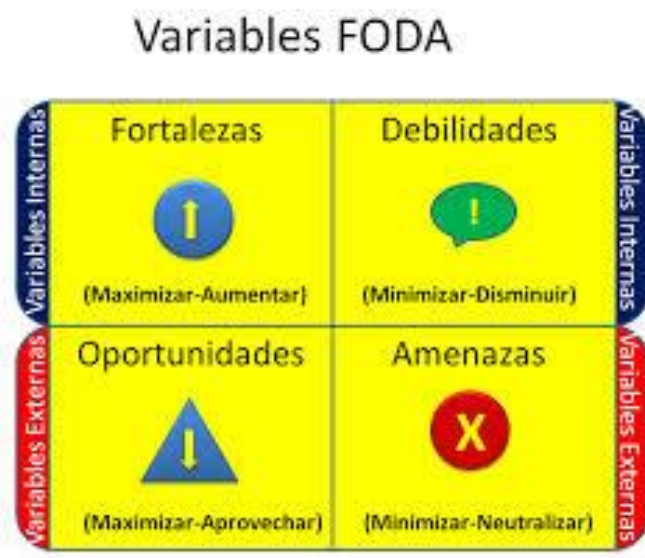 Variables FODA
Variables Internas
Fortalezas
(Maximizar-Aumentar)
Debilidades
!
(Minimizar-Disminuir)
Variables Internas
Variables Externas
Oportunidades
(Maximizar-Aprovechar)
Amenazas
X
(Minimizar-Neutralizar)
Variables Externas